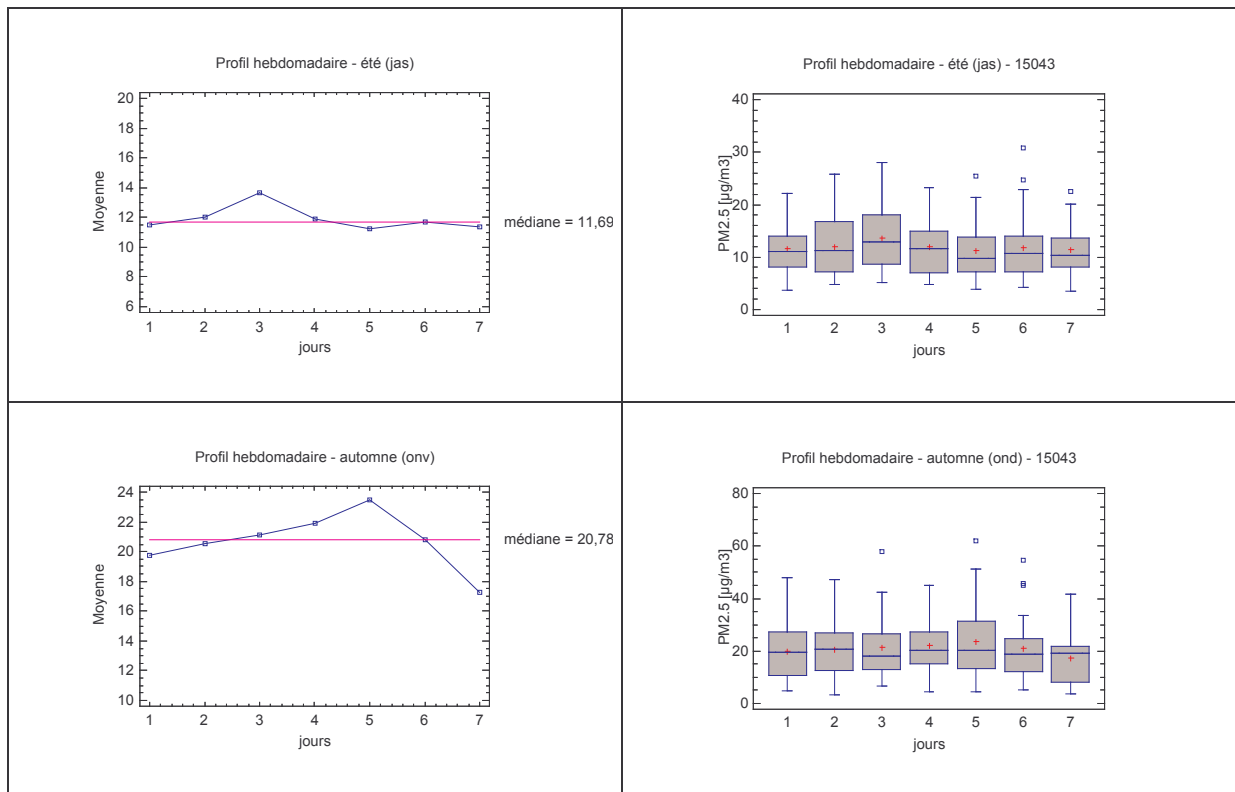 Profil hebdomadaire - été (jas)
20
18
16
14
12
10
8
6
Moyenne
médiane = 11,69
1 2 3 4 5 6 7
jours
Profil hebdomadaire - été (jas) - 15043
40
30
20
10
0
PM2.5 [µg/m3]
1 2 3 4 5 6 7
jours
Profil hebdomadaire - automne (onv)
24
22
20
18
16
14
12
10
Moyenne
médiane = 20,78
1 2 3 4 5 6 7
jours
Profil hebdomadaire - automne (ond) - 15043
80
60
40
20
0
PM2.5 [µg/m3]
1 2 3 4 5 6 7
jours